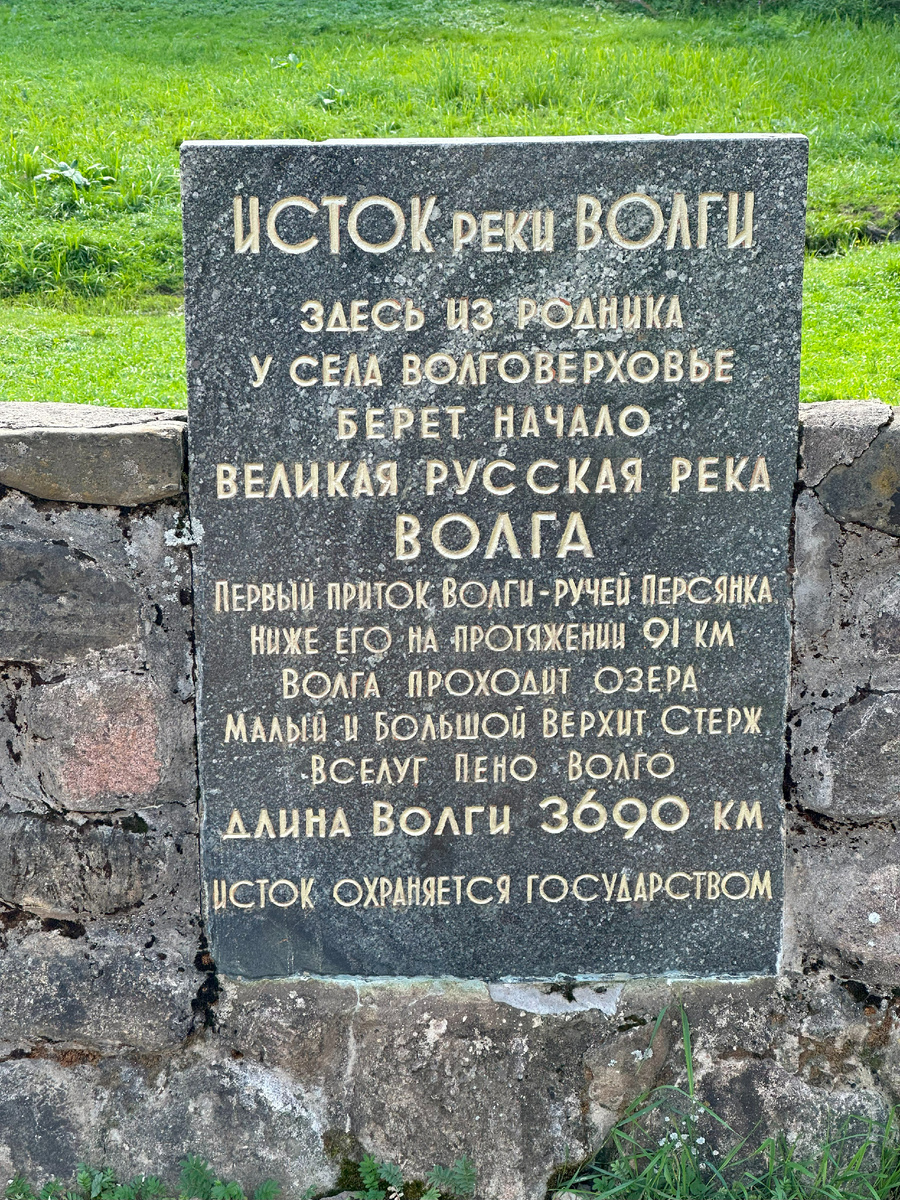 ИСТОК РЕКИ ВОЛГИ
ЗДЕСЬ ИЗ РОДНИКА
У СЕЛА ВОЛГОВЕРХОВЬЕ
БЕРЕТ НАЧАЛО
ВЕЛИКАЯ РУССКАЯ РЕКА
ВОЛГА
ПЕРВЫЙ ПРИТОК ВОЛГИ-РУЧЕЙ ПЕРСЯНКА
НИЖЕ ЕГО НА ПРОТЯЖЕНИИ 91 КМ
ВОЛГА ПРОХОДИТ ОЗЕРА
МАЛЫЙ И БОЛЬШОЙ ВЕРХИТ СТЕРЖ
ВСЕЛУГ ПЕНО ВОЛГО
ДЛИНА ВОЛГИ 3690 КМ
ИСТОК ОХРАНЯЕТСЯ ГОСУДАРСТВОМ